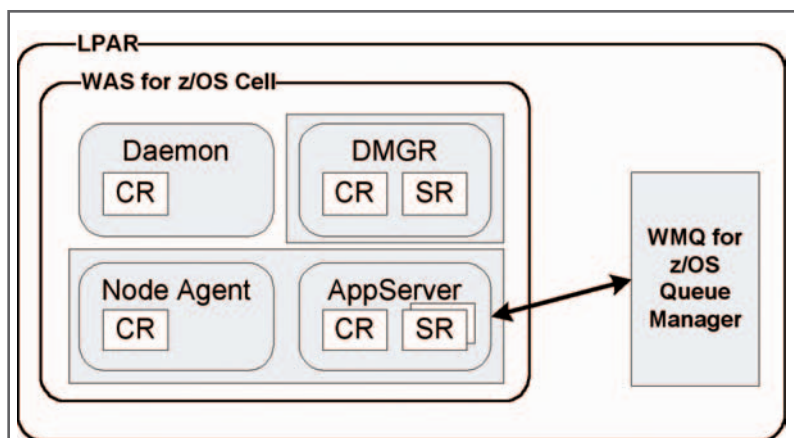 LPAR
WAS for z/OS Cell
Daemon
CR
DMGR
CR SR
Node Agent
CR
AppServer
CR SR
WMQ for
z/OS
Queue
Manager